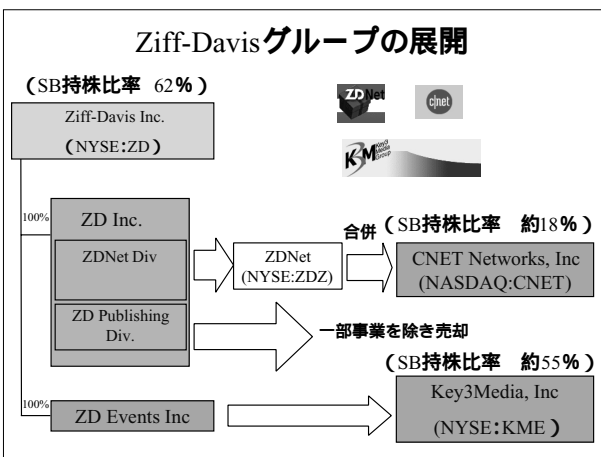 Ziff-Davisグループの展開
（SB持株比率 62％）
Ziff-Davis Inc.
（NYSE:ZD）
ZDNet
c|net
K3M Key3 Media Group
100%
ZD Inc.
ZDNet Div
ZDNet
(NYSE:ZDZ)
合併
（SB持株比率 約18％）
CNET Networks, Inc
(NASDAQ:CNET)
ZD Publishing
Div.
一部事業を除き売却
（SB持株比率 約55％）
100%
ZD Events Inc
Key3Media, Inc
(NYSE：KME）